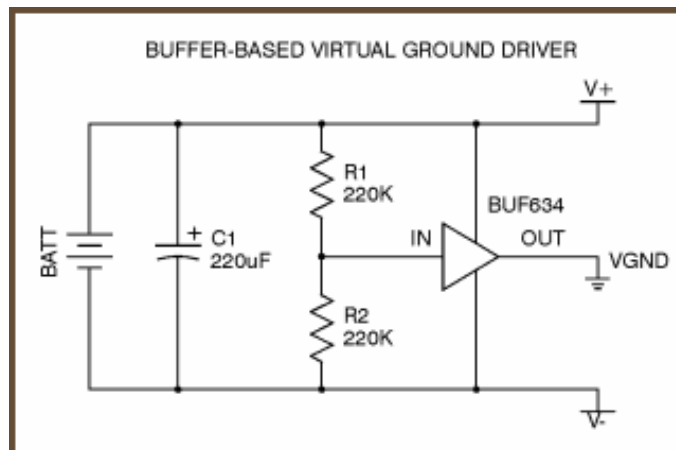 BUFFER-BASED VIRTUAL GROUND DRIVER
V+
R1
220K
BUF634
BATT
+
C1
220uF
IN
OUT
VGND
R2
220K
V-